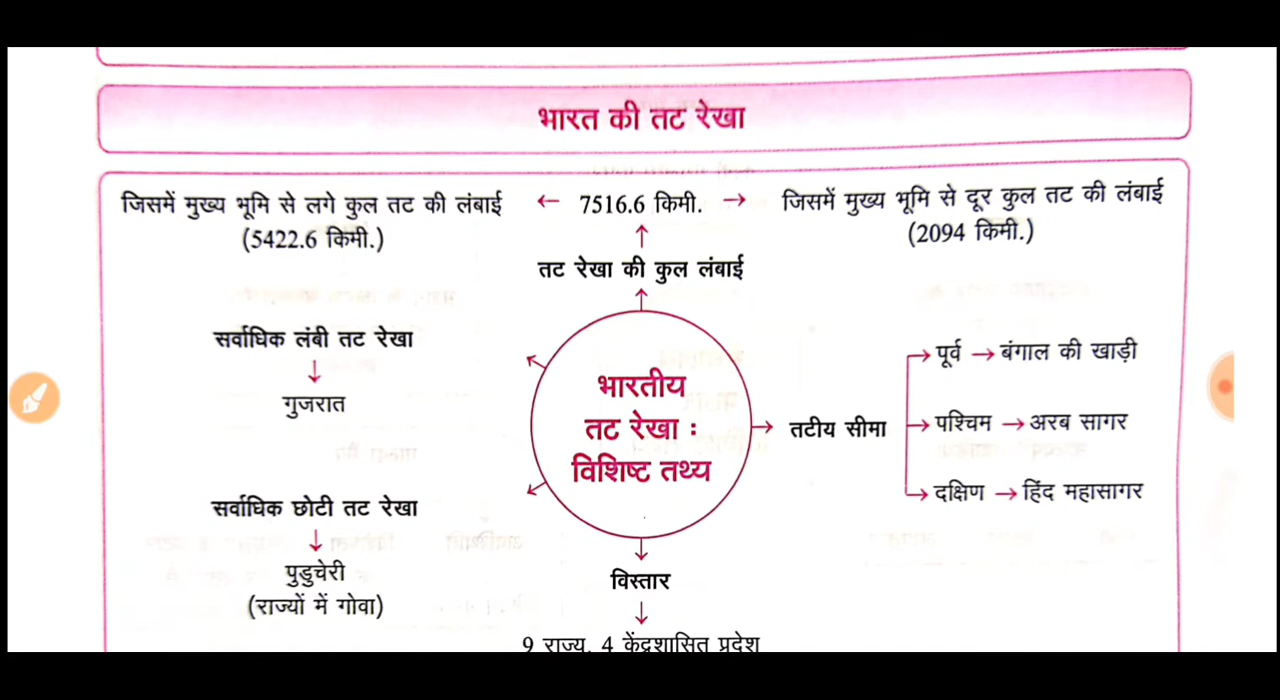 भारत की तट रेखा
जिसमें मुख्य भूमि से लगे कुल तट की लंबाई ← 7516.6 किमी. → जिसमें मुख्य भूमि से दूर कुल तट की लंबाई
(5422.6 किमी.)
(2094 किमी.)
तट रेखा की कुल लंबाई
सर्वाधिक लंबी तट रेखा
↓
गुजरात
सर्वाधिक छोटी तट रेखा
↓
पुडुचेरी
(राज्यों में गोवा)
भारतीय
तट रेखा :
विशिष्ट तथ्य
तटीय सीमा
→ पूर्व → बंगाल की खाड़ी
→ पश्चिम → अरब सागर
→ दक्षिण → हिंद महासागर
विस्तार
↓
9 राज्य, 4 केंद्रशासित प्रदेश